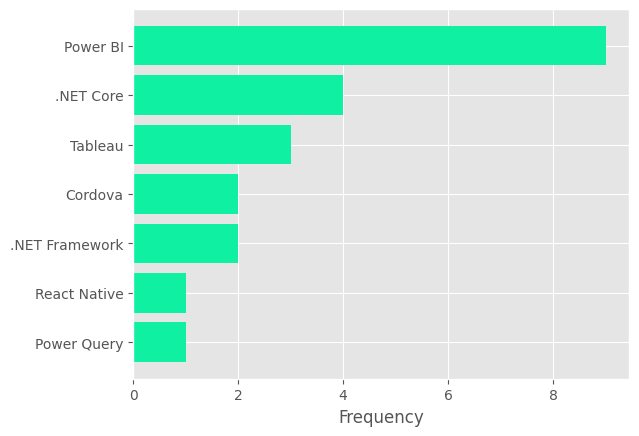 Power BI
.NET Core
Tableau
Cordova
.NET Framework
React Native
Power Query
0 2 4 6 8
Frequency